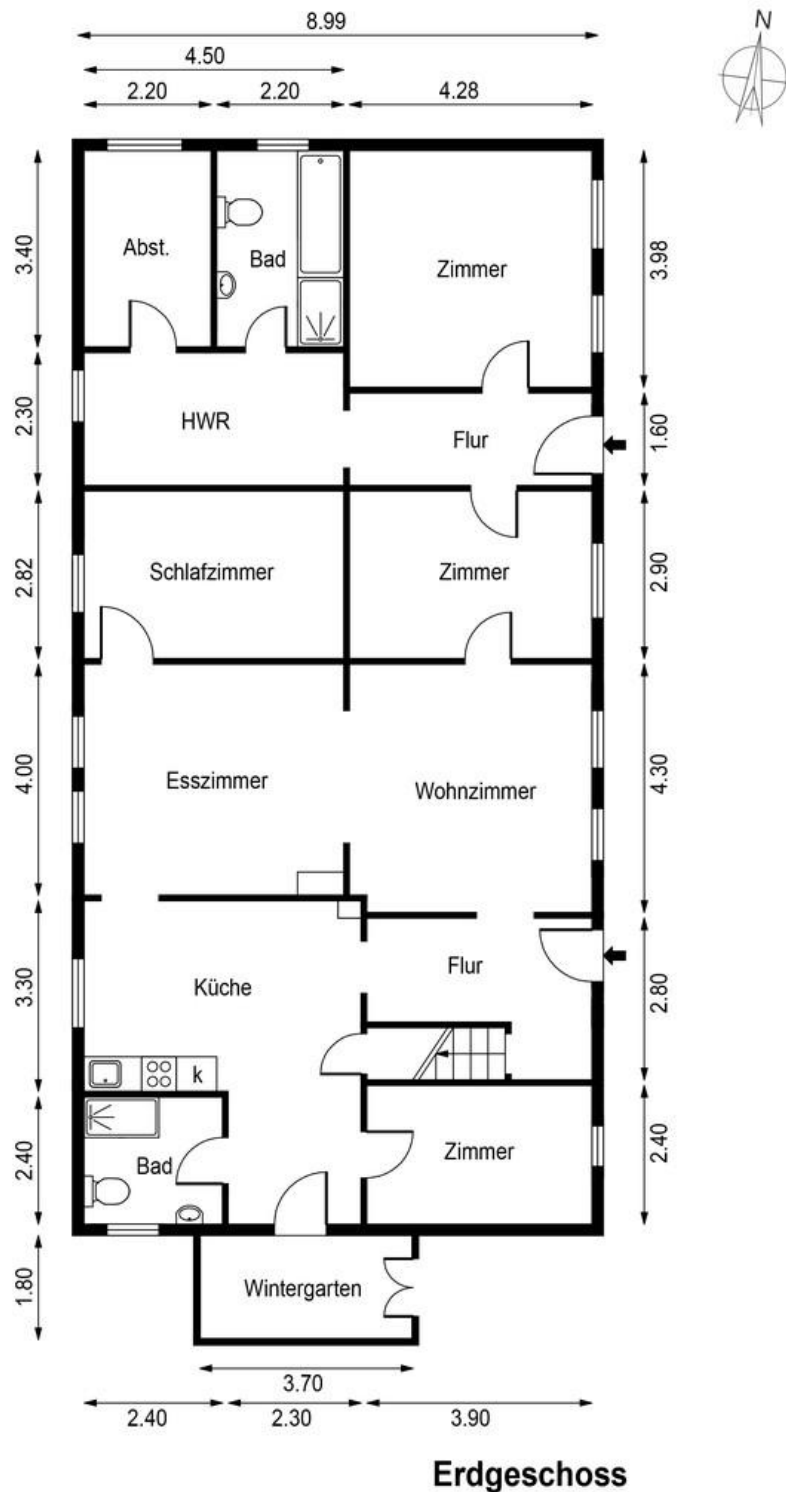 8.99
N
4.50
2.20
2.20
4.28
3.40
Abst.
Bad
Zimmer
3.98
2.30
HWR
Flur
1.60
2.82
Schlafzimmer
Zimmer
2.90
4.00
Esszimmer
Wohnzimmer
4.30
3.30
Küche
Flur
2.80
k
2.40
Bad
Zimmer
2.40
1.80
Wintergarten
3.70
2.40
2.30
3.90
Erdgeschoss